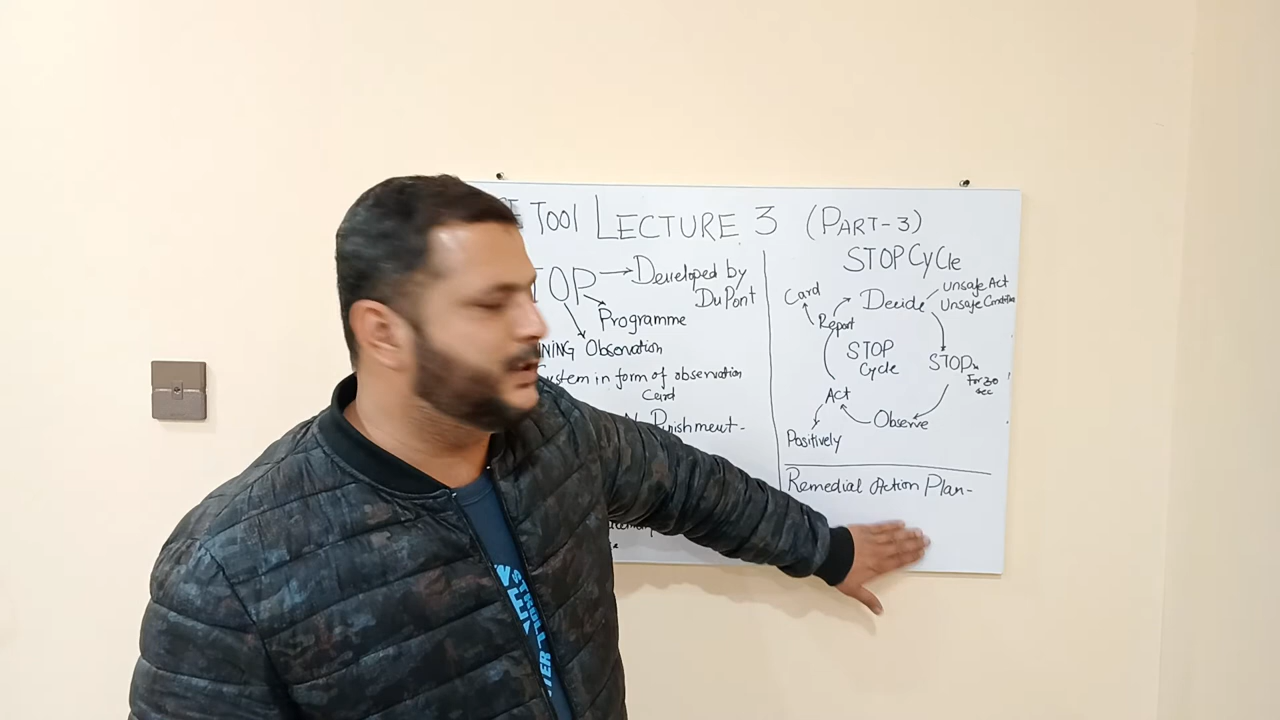 TOOL LECTURE 3 (PART-3)
TOP → Developed by
DuPont
Programme
NING Observation
ystem in form of observation
Card
Punishment-
STOP CyCle
Card
Report
Decide
unsafe Act
unsafe Condition
STOP
For 30
sec
STOP
Cycle
Act
Observe
Positively
Remedial Action Plan-
STROLL
TER